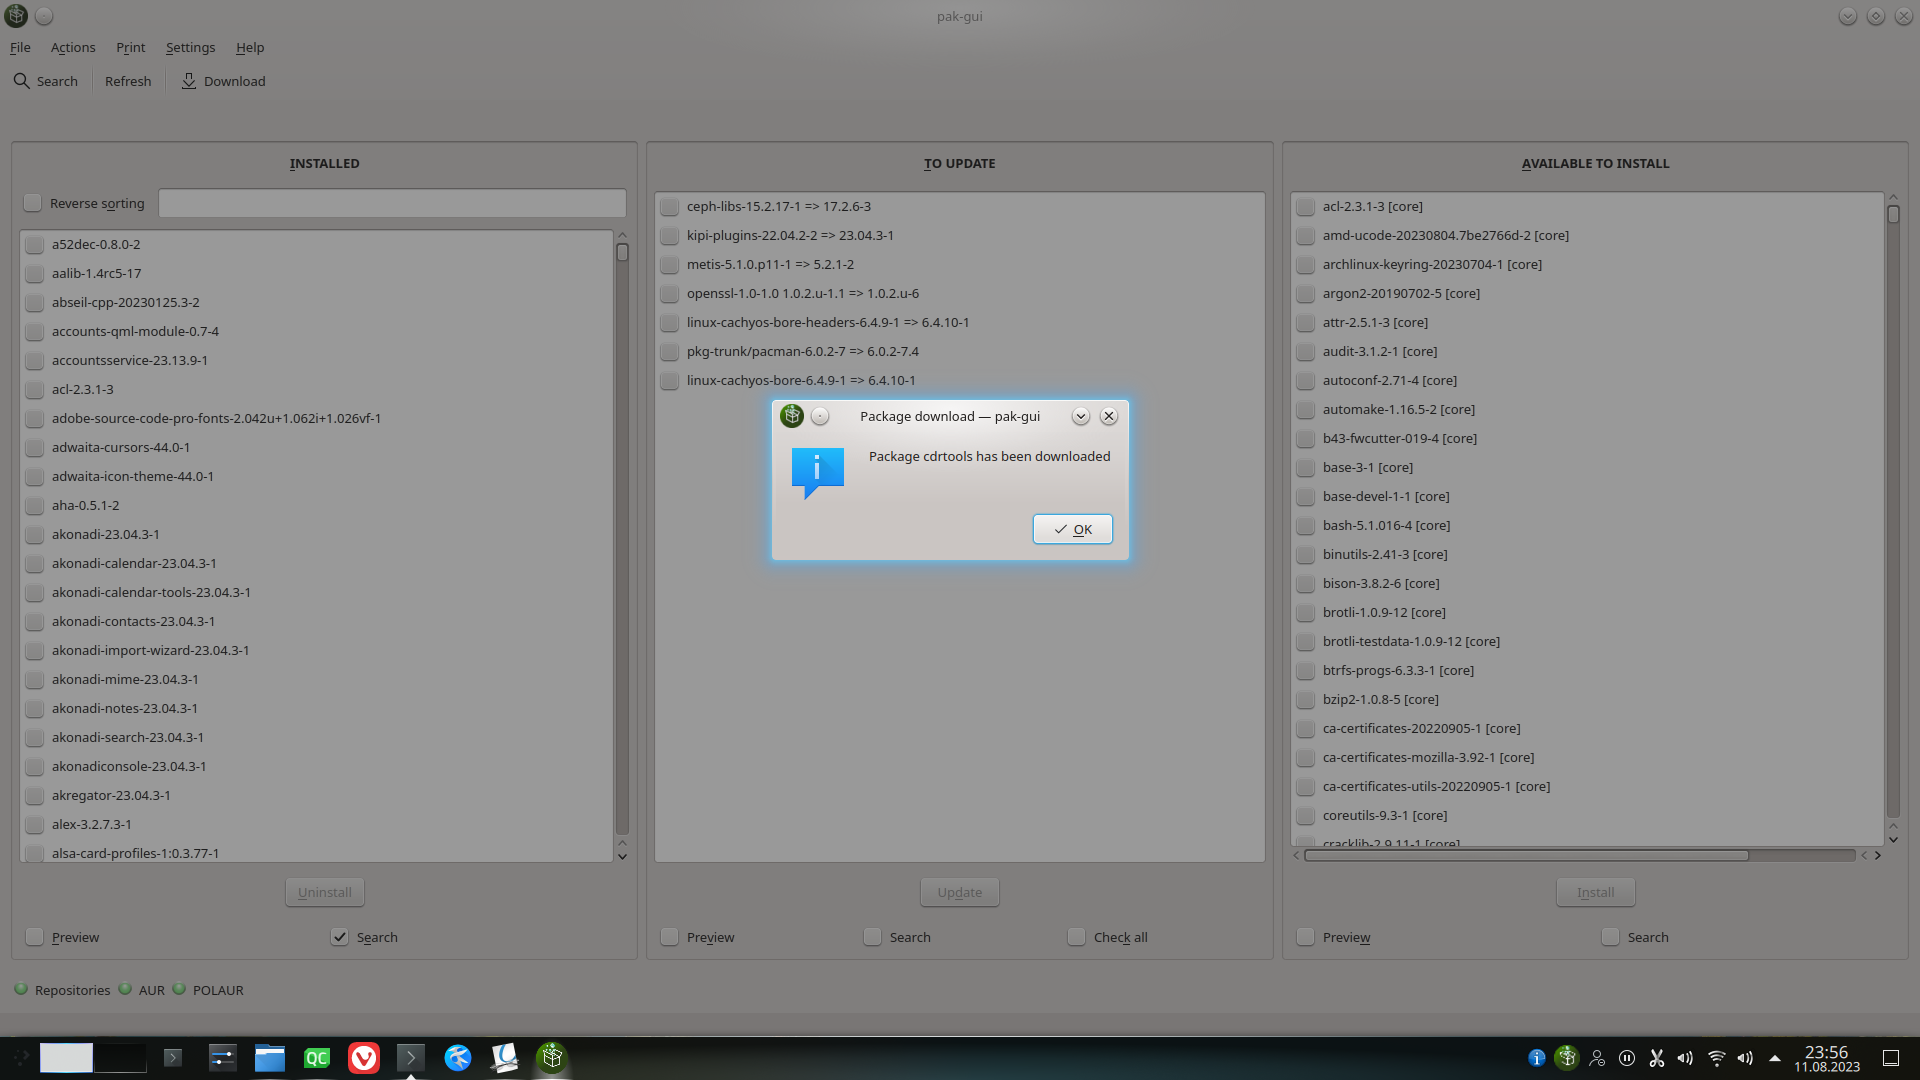 pak-gui
File Actions Print Settings Help
Search Refresh Download
INSTALLED
Reverse sorting
a52dec-0.8.0-2
aalib-1.4rc5-17
abseil-cpp-20230125.3-2
accounts-qml-module-0.7-4
accountsservice-23.13.9-1
acl-2.3.1-3
adobe-source-code-pro-fonts-2.042u+1.062i+1.026vf-1
adwaita-cursors-44.0-1
adwaita-icon-theme-44.0-1
aha-0.5.1-2
akonadi-23.04.3-1
akonadi-calendar-23.04.3-1
akonadi-calendar-tools-23.04.3-1
akonadi-contacts-23.04.3-1
akonadi-import-wizard-23.04.3-1
akonadi-mime-23.04.3-1
akonadi-notes-23.04.3-1
akonadi-search-23.04.3-1
akonadiconsole-23.04.3-1
akregator-23.04.3-1
alex-3.2.7.3-1
alsa-card-profiles-1:0.3.77-1
Uninstall
Preview Search
TO UPDATE
ceph-libs-15.2.17-1 => 17.2.6-3
kipi-plugins-22.04.2-2 => 23.04.3-1
metis-5.1.0.p11-1 => 5.2.1-2
openssl-1.0-1.0 1.0.2.u-1.1 => 1.0.2.u-6
linux-cachyos-bore-headers-6.4.9-1 => 6.4.10-1
pkg-trunk/pacman-6.0.2-7 => 6.0.2-7.4
linux-cachyos-bore-6.4.9-1 => 6.4.10-1
Package download — pak-gui
Package cdrtools has been downloaded
OK
Update
Preview Search Check all
AVAILABLE TO INSTALL
acl-2.3.1-3 [core]
amd-ucode-20230804.7be2766d-2 [core]
archlinux-keyring-20230704-1 [core]
argon2-20190702-5 [core]
attr-2.5.1-3 [core]
audit-3.1.2-1 [core]
autoconf-2.71-4 [core]
automake-1.16.5-2 [core]
b43-fwcutter-019-4 [core]
base-3-1 [core]
base-devel-1-1 [core]
bash-5.1.016-4 [core]
binutils-2.41-3 [core]
bison-3.8.2-6 [core]
brotli-1.0.9-12 [core]
brotli-testdata-1.0.9-12 [core]
btrfs-progs-6.3.3-1 [core]
bzip2-1.0.8-5 [core]
ca-certificates-20220905-1 [core]
ca-certificates-mozilla-3.92-1 [core]
ca-certificates-utils-20220905-1 [core]
coreutils-9.3-1 [core]
cracklib-2.9.11-1 [core]
Install
Preview Search
Repositories AUR POLAUR
QC
23:56
11.08.2023